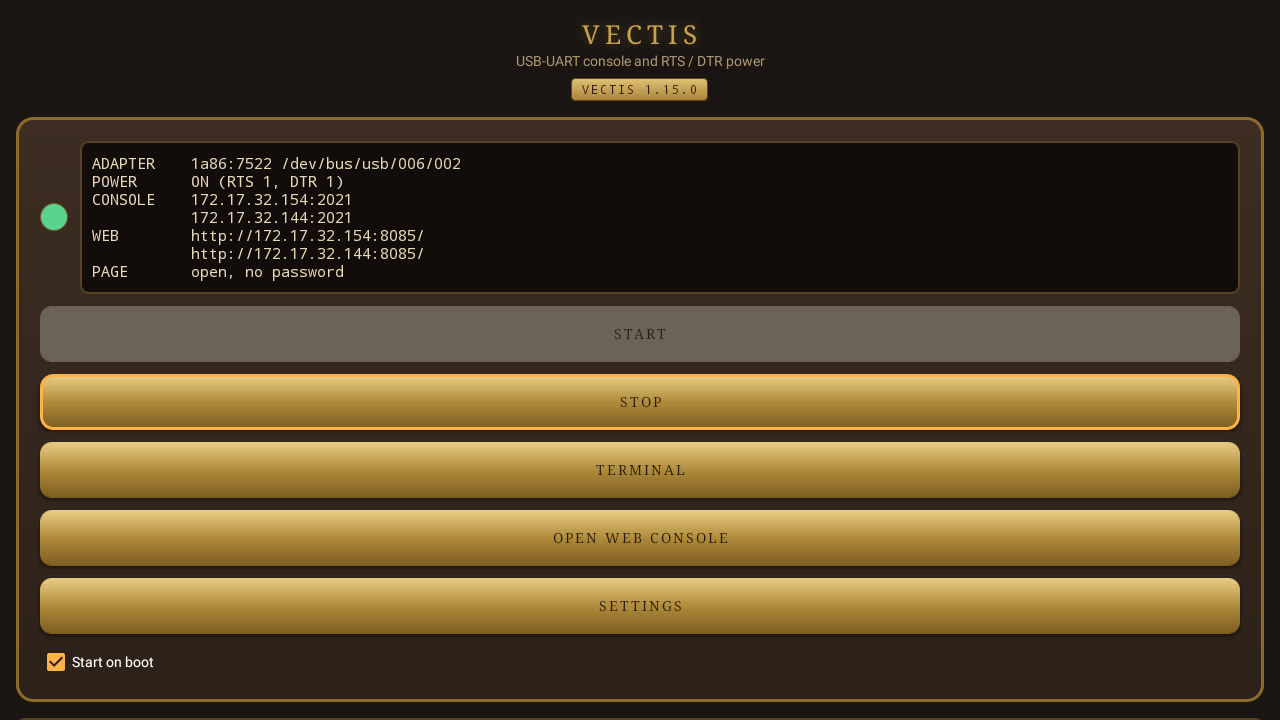 VECTIS
USB-UART console and RTS / DTR power
VECTIS 1.15.0
ADAPTER 1a86:7522 /dev/bus/usb/006/002
POWER ON (RTS 1, DTR 1)
CONSOLE 172.17.32.154:2021
172.17.32.144:2021
WEB http://172.17.32.154:8085/
http://172.17.32.144:8085/
PAGE open, no password
START
STOP
TERMINAL
OPEN WEB CONSOLE
SETTINGS
Start on boot